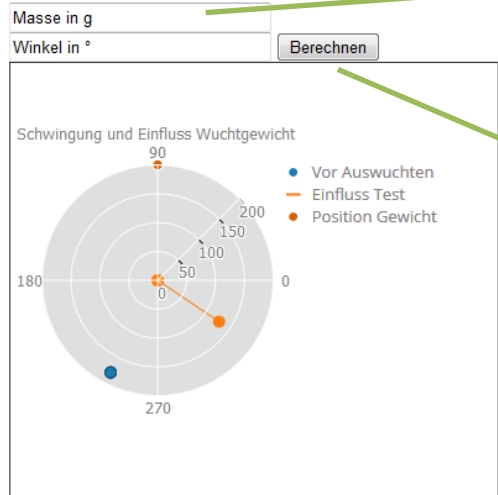 Masse in g
Winkel in ° Berechnen
Schwingung und Einfluss Wuchtgewicht
90
Vor Auswuchten
Einfluss Test
Position Gewicht
200
150
100
50
0
180
0
270